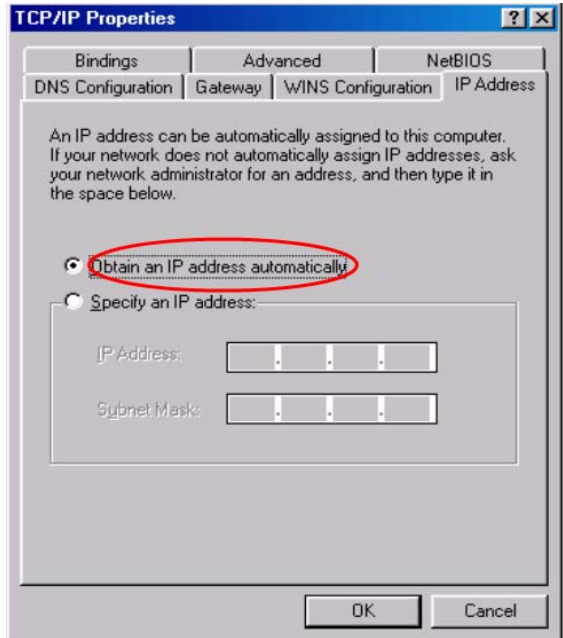 TCP/IP Properties
Bindings Advanced NetBIOS
DNS Configuration Gateway WINS Configuration IP Address
An IP address can be automatically assigned to this computer.
If your network does not automatically assign IP addresses, ask
your network administrator for an address, and then type it in
the space below.
Obtain an IP address automatically
Specify an IP address:
IP Address:
Subnet Mask:
OK Cancel